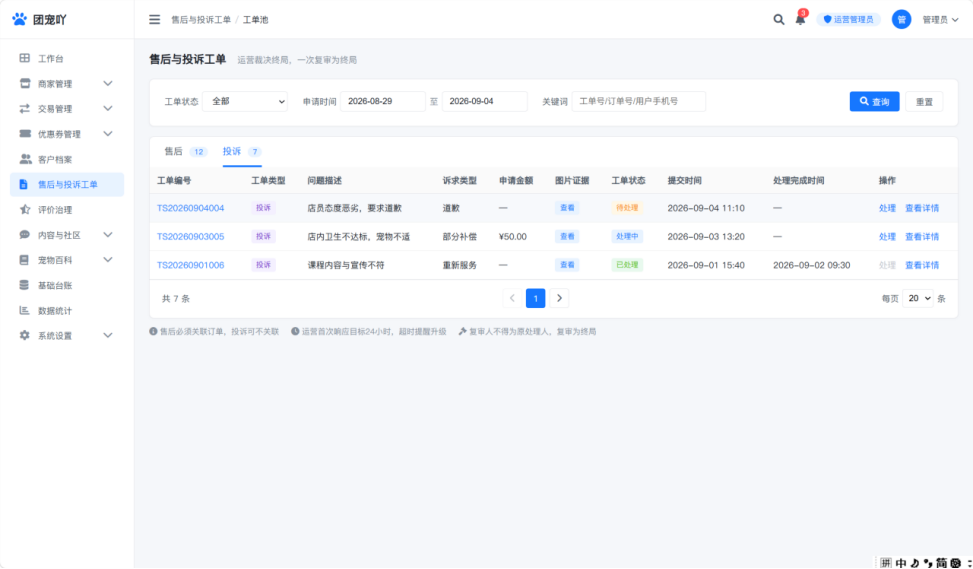 团宠吖
售后与投诉工单 / 工单池
3
运营管理员
管
管理员
工作台
商家管理
交易管理
优惠券管理
客户档案
售后与投诉工单
评价治理
内容与社区
宠物百科
基础台账
数据统计
系统设置
售后与投诉工单 运营裁决终局，一次复审为终局
工单状态 全部 申请时间 2026-08-29 至 2026-09-04 关键词 工单号/订单号/用户手机号 查询 重置
售后 12 投诉 7
工单编号 工单类型 问题描述 诉求类型 申请金额 图片证据 工单状态 提交时间 处理完成时间 操作
TS20260904004 投诉 店员态度恶劣，要求道歉 道歉 — 查看 待处理 2026-09-04 11:10 — 处理 查看详情
TS20260903005 投诉 店内卫生不达标，宠物不适 部分补偿 ¥50.00 查看 处理中 2026-09-03 13:20 — 处理 查看详情
TS20260901006 投诉 课程内容与宣传不符 重新服务 — 查看 已处理 2026-09-01 15:40 2026-09-02 09:30 处理 查看详情
共 7 条 1 每页 20 条
售后必须关联订单，投诉可不关联 运营首次响应目标24小时，超时提醒升级 复审人不得为原处理人，复审为终局
拼 中 简